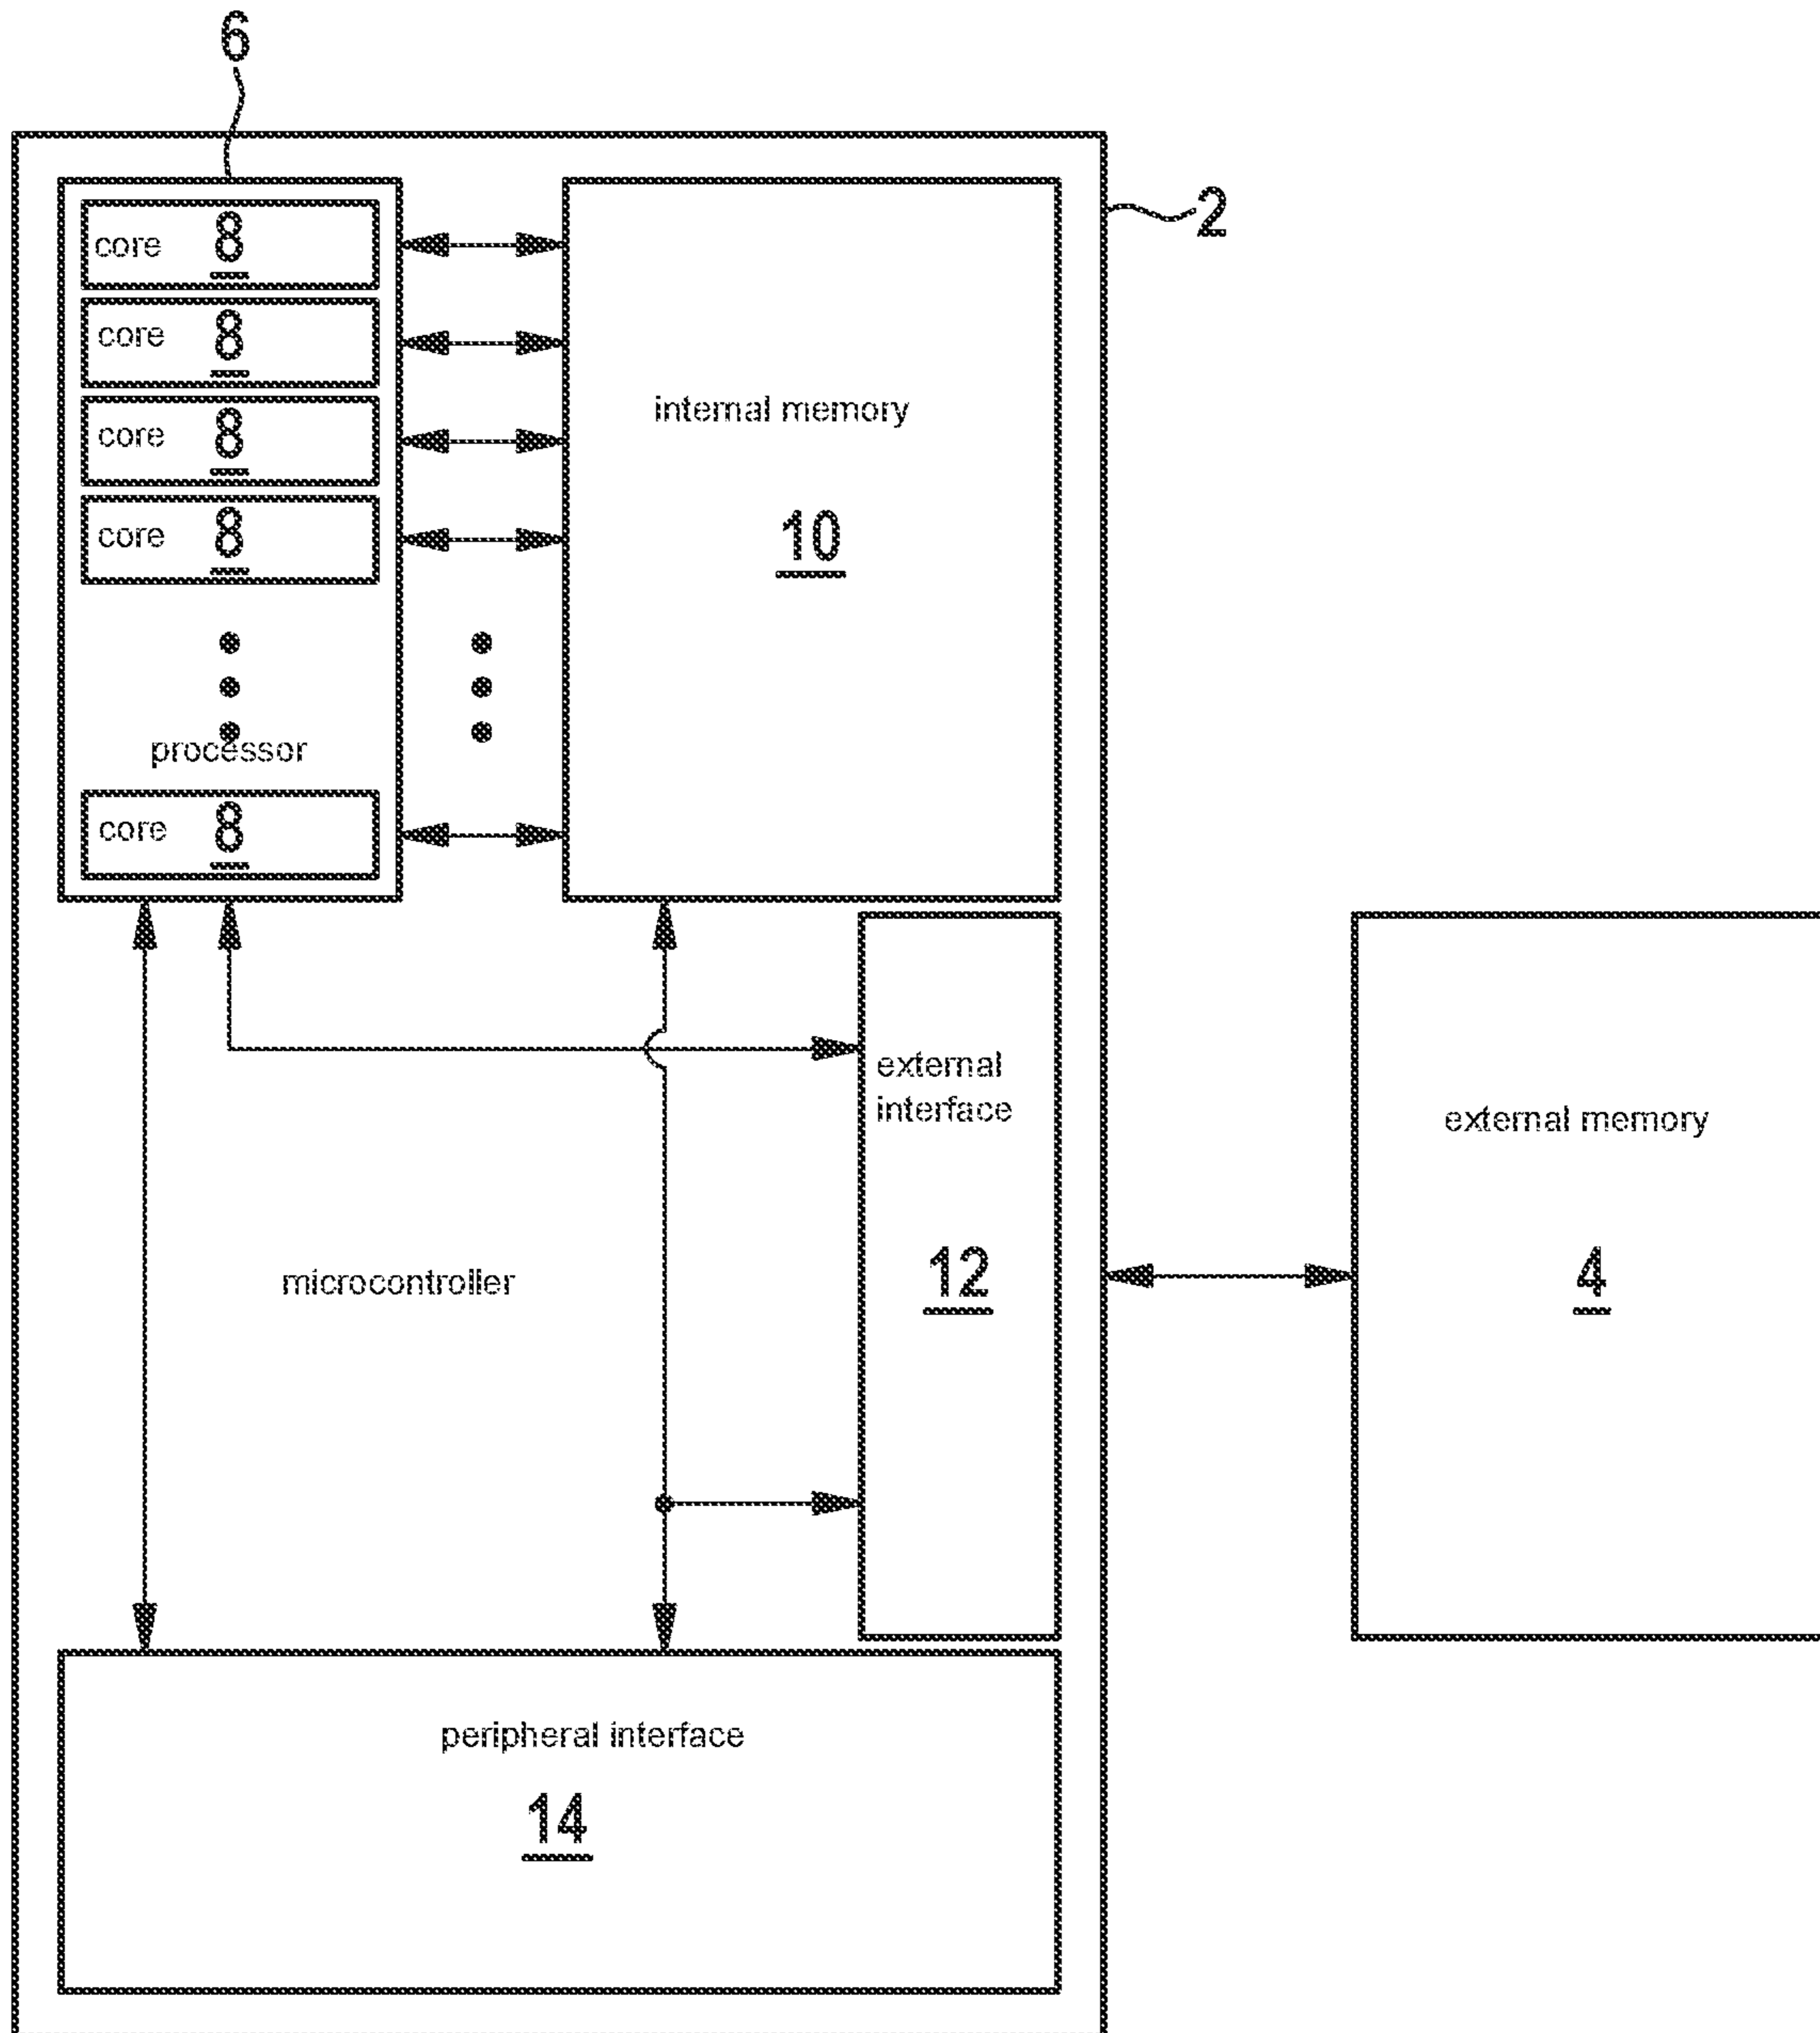 6
2
core 8
core 8
core 8
core 8
internal memory
10
processor
core 8
external
interface
12
external memory
4
microcontroller
peripheral interface
14